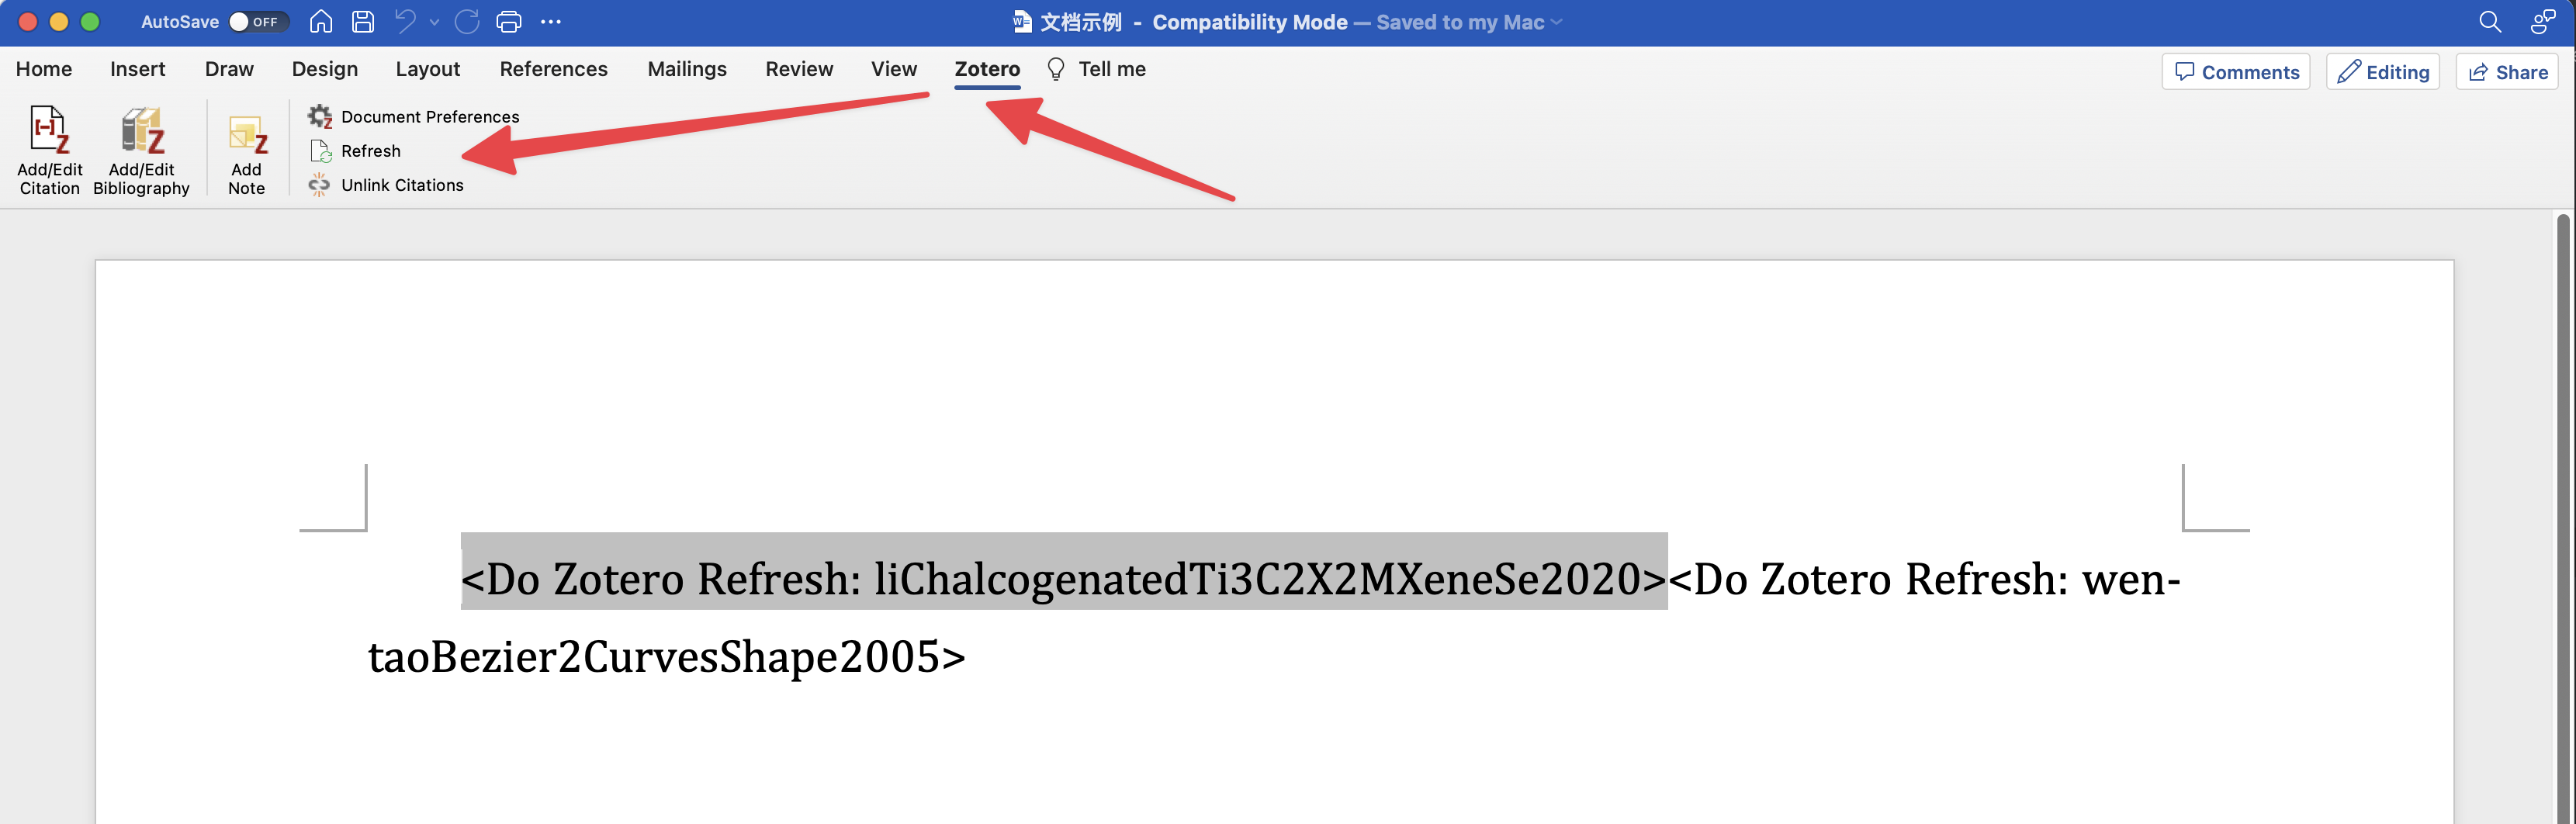 AutoSave OFF 文档示例 - Compatibility Mode — Saved to my Mac
Home Insert Draw Design Layout References Mailings Review View Zotero Tell me Comments Editing Share
Add/Edit Citation
Add/Edit Bibliography
Add Note
Document Preferences
Refresh
Unlink Citations
<Do Zotero Refresh: liChalcogenatedTi3C2X2MXeneSe2020><Do Zotero Refresh: wen-
taoBezier2CurvesShape2005>